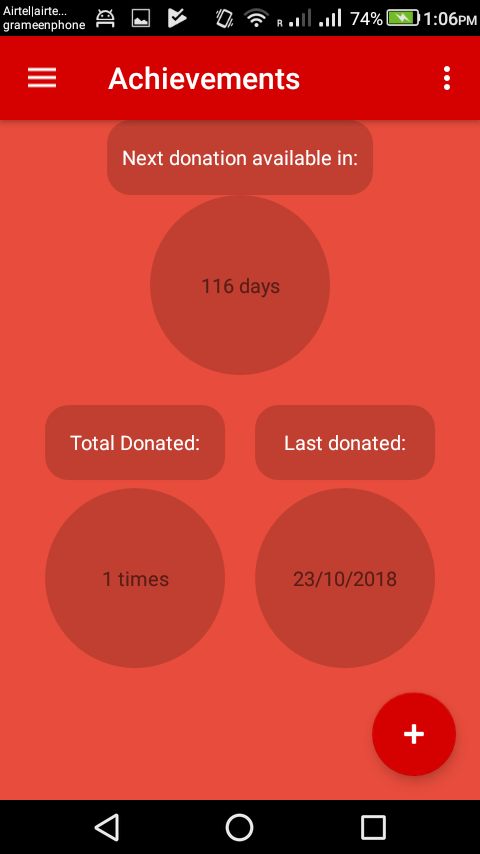 Airtel|airte...
grameenphone
R
74%
1:06PM
Achievements
Next donation available in:
116 days
Total Donated:
Last donated:
1 times
23/10/2018